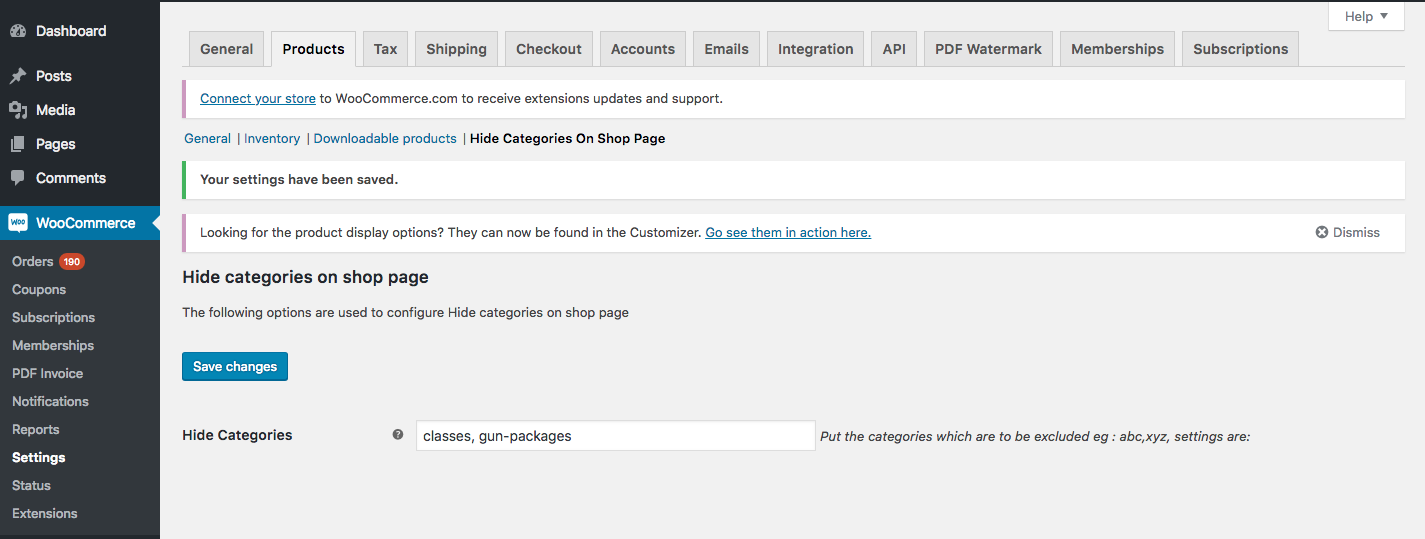 Help
Dashboard
Posts
Media
Pages
Comments
WOO WooCommerce
Orders 190
Coupons
Subscriptions
Memberships
PDF Invoice
Notifications
Reports
Settings
Status
Extensions
General Products Tax Shipping Checkout Accounts Emails Integration API PDF Watermark Memberships Subscriptions
Connect your store to WooCommerce.com to receive extensions updates and support.
General | Inventory | Downloadable products | Hide Categories On Shop Page
Your settings have been saved.
Looking for the product display options? They can now be found in the Customizer. Go see them in action here. Dismiss
Hide categories on shop page
The following options are used to configure Hide categories on shop page
Save changes
Hide Categories ? classes, gun-packages Put the categories which are to be excluded eg : abc,xyz, settings are: